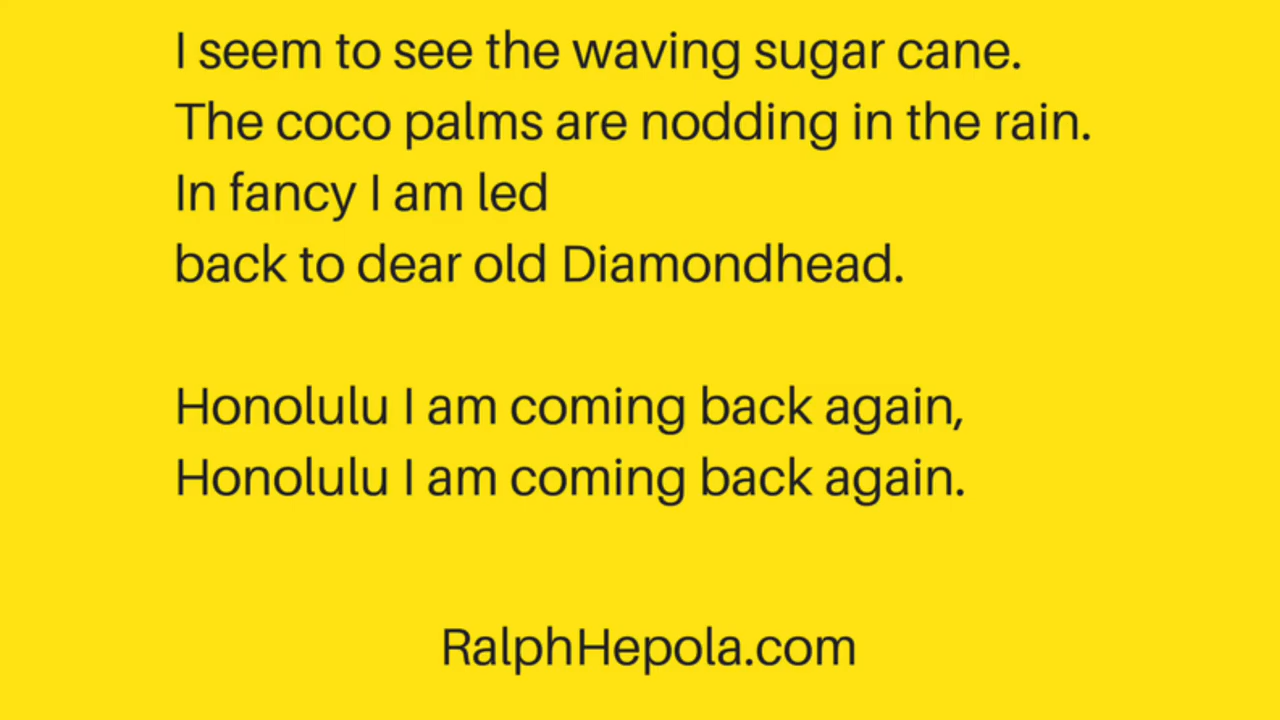 I seem to see the waving sugar cane.
The coco palms are nodding in the rain.
In fancy I am led
back to dear old Diamondhead.
Honolulu I am coming back again,
Honolulu I am coming back again.
RalphHepola.com